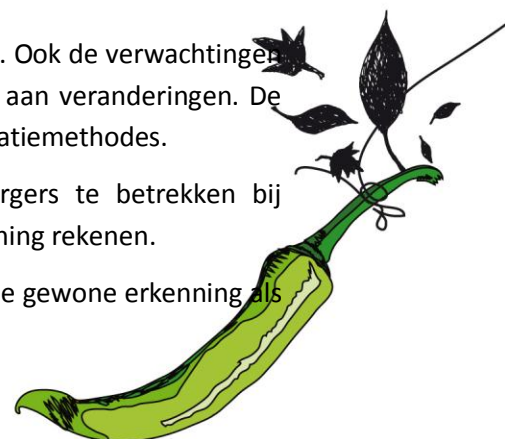 . Ook de verwachtingen
aan veranderingen. De
atiemethodes.
rgers te betrekken bij
ning rekenen.
e gewone erkenning als